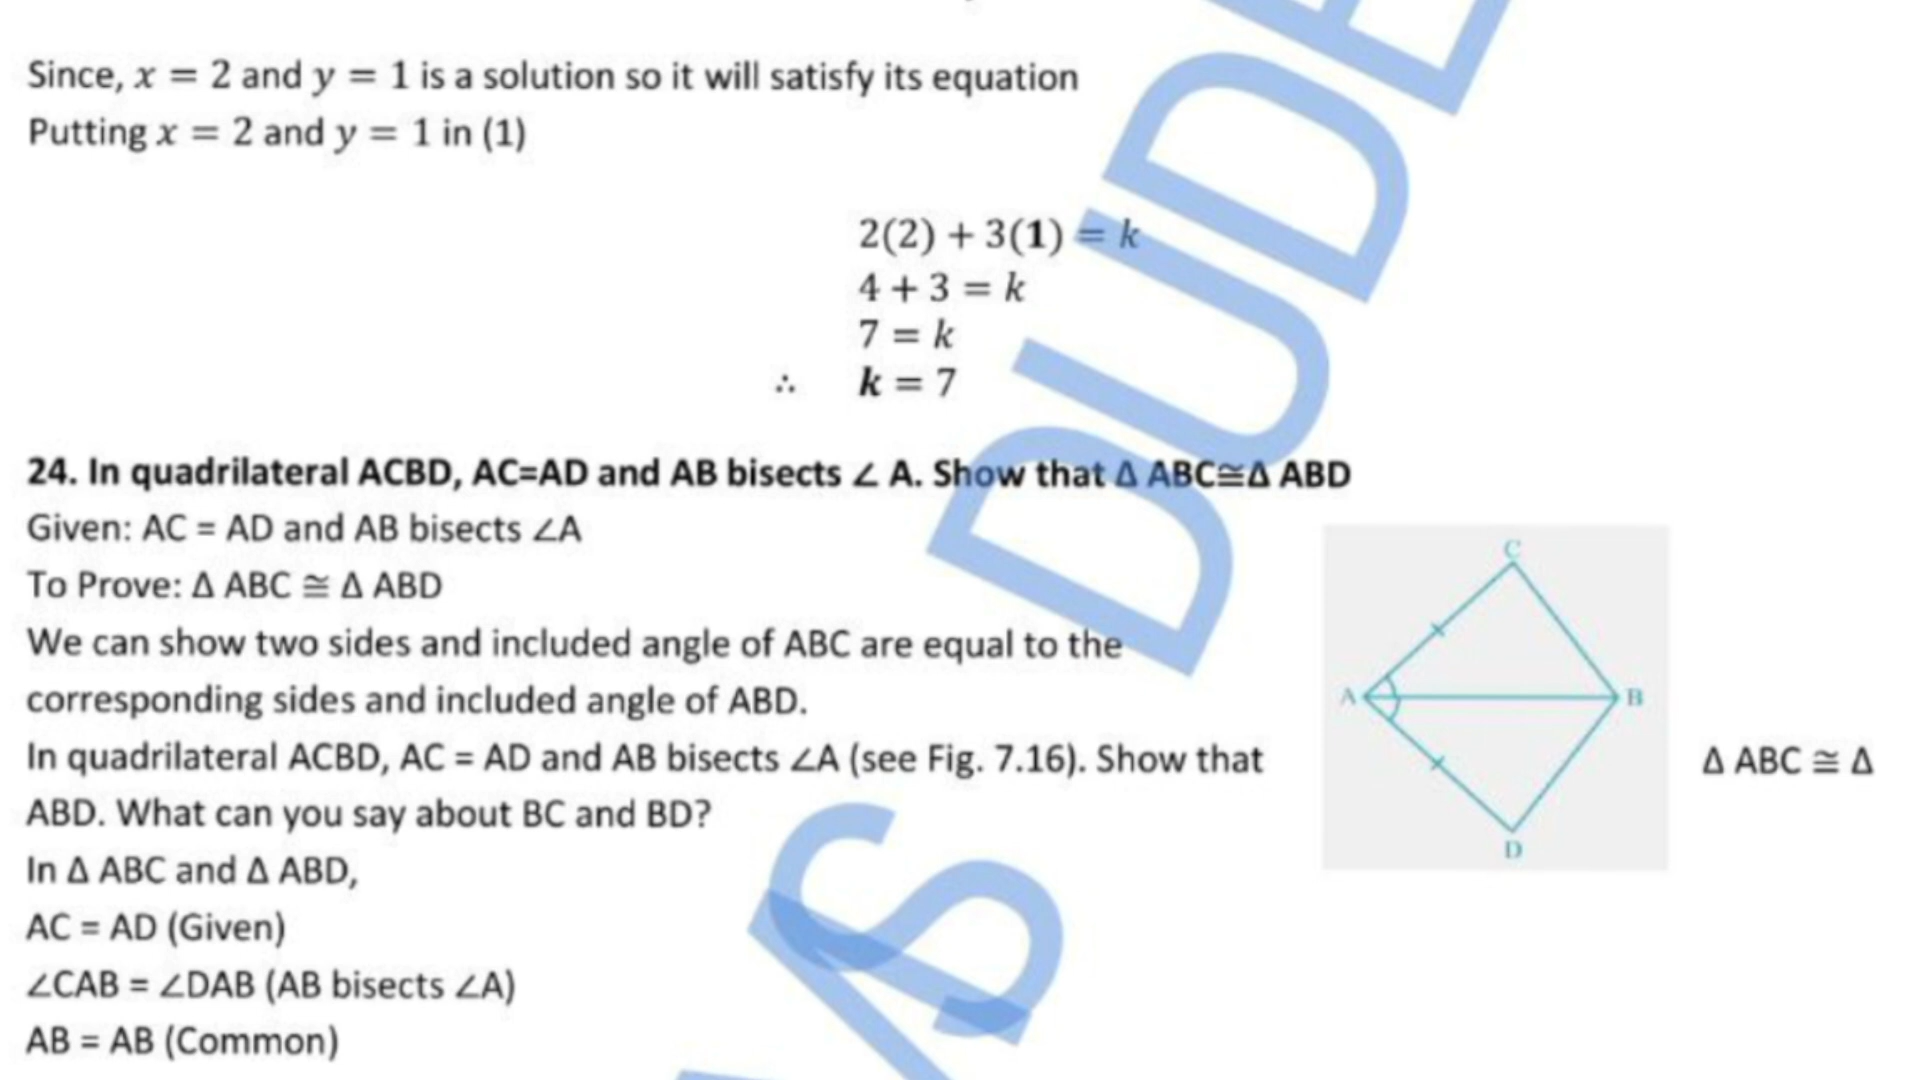 Since, x = 2 and y = 1 is a solution so it will satisfy its equation
Putting x = 2 and y = 1 in (1)
2(2) + 3(1) = k
4 + 3 = k
7 = k
∴ k = 7
24. In quadrilateral ACBD, AC=AD and AB bisects ∠ A. Show that Δ ABC≅Δ ABD
Given: AC = AD and AB bisects ∠A
To Prove: Δ ABC ≅ Δ ABD
We can show two sides and included angle of ABC are equal to the
corresponding sides and included angle of ABD.
In quadrilateral ACBD, AC = AD and AB bisects ∠A (see Fig. 7.16). Show that Δ ABC ≅ Δ
ABD. What can you say about BC and BD?
In Δ ABC and Δ ABD,
AC = AD (Given)
∠CAB = ∠DAB (AB bisects ∠A)
AB = AB (Common)
C
A
B
D